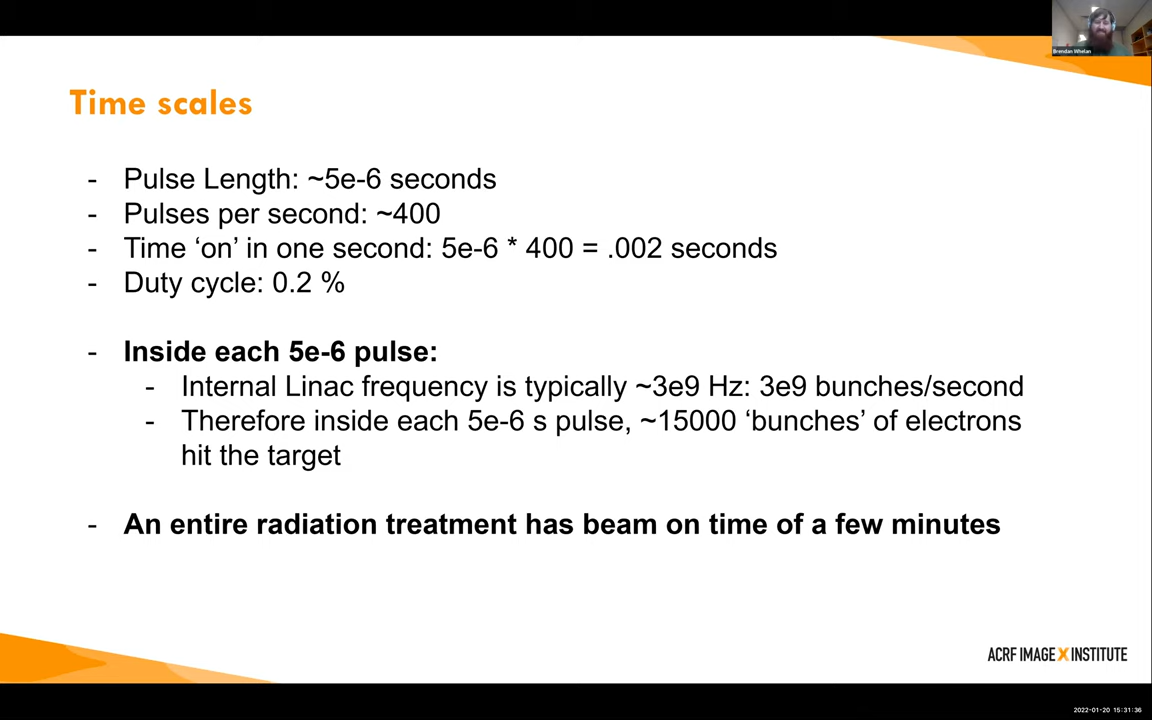 Brendan Whelan
Time scales
- Pulse Length: ~5e-6 seconds
- Pulses per second: ~400
- Time ‘on’ in one second: 5e-6 * 400 = .002 seconds
- Duty cycle: 0.2 %
- Inside each 5e-6 pulse:
- Internal Linac frequency is typically ~3e9 Hz: 3e9 bunches/second
- Therefore inside each 5e-6 s pulse, ~15000 ‘bunches’ of electrons
hit the target
- An entire radiation treatment has beam on time of a few minutes
ACRF IMAGE X INSTITUTE
2022-01-20 15:31:36